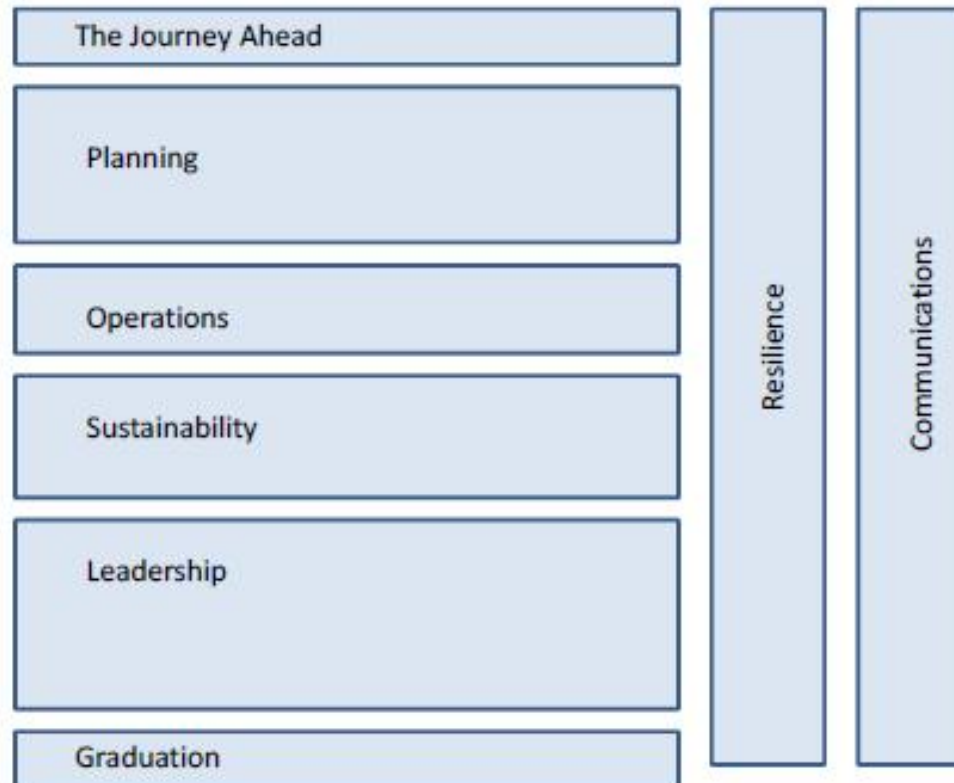 The Journey Ahead
Planning
Operations
Sustainability
Leadership
Graduation
Resilience
Communications